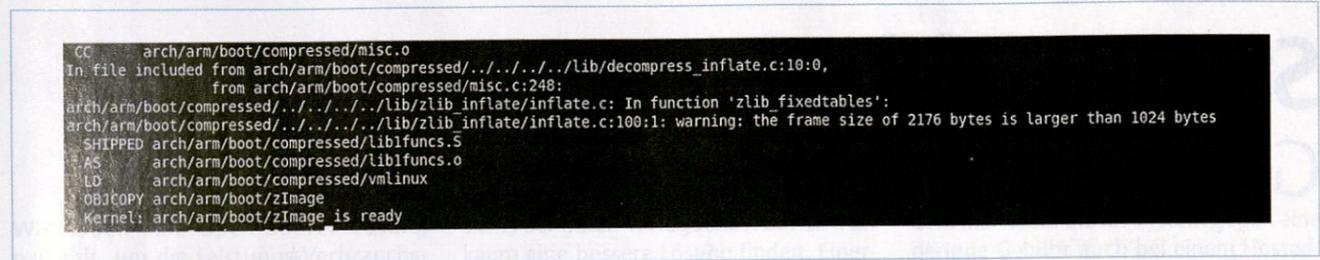 CC      arch/arm/boot/compressed/misc.o
In file included from arch/arm/boot/compressed/../../../../lib/decompress_inflate.c:10:0,
                 from arch/arm/boot/compressed/misc.c:248:
arch/arm/boot/compressed/../../../../lib/zlib_inflate/inflate.c: In function 'zlib_fixedtables':
arch/arm/boot/compressed/../../../../lib/zlib_inflate/inflate.c:100:1: warning: the frame size of 2176 bytes is larger than 1024 bytes
SHIPPED arch/arm/boot/compressed/lib1funcs.S
AS      arch/arm/boot/compressed/lib1funcs.o
LD      arch/arm/boot/compressed/vmlinux
OBJCOPY arch/arm/boot/zImage
Kernel: arch/arm/boot/zImage is ready